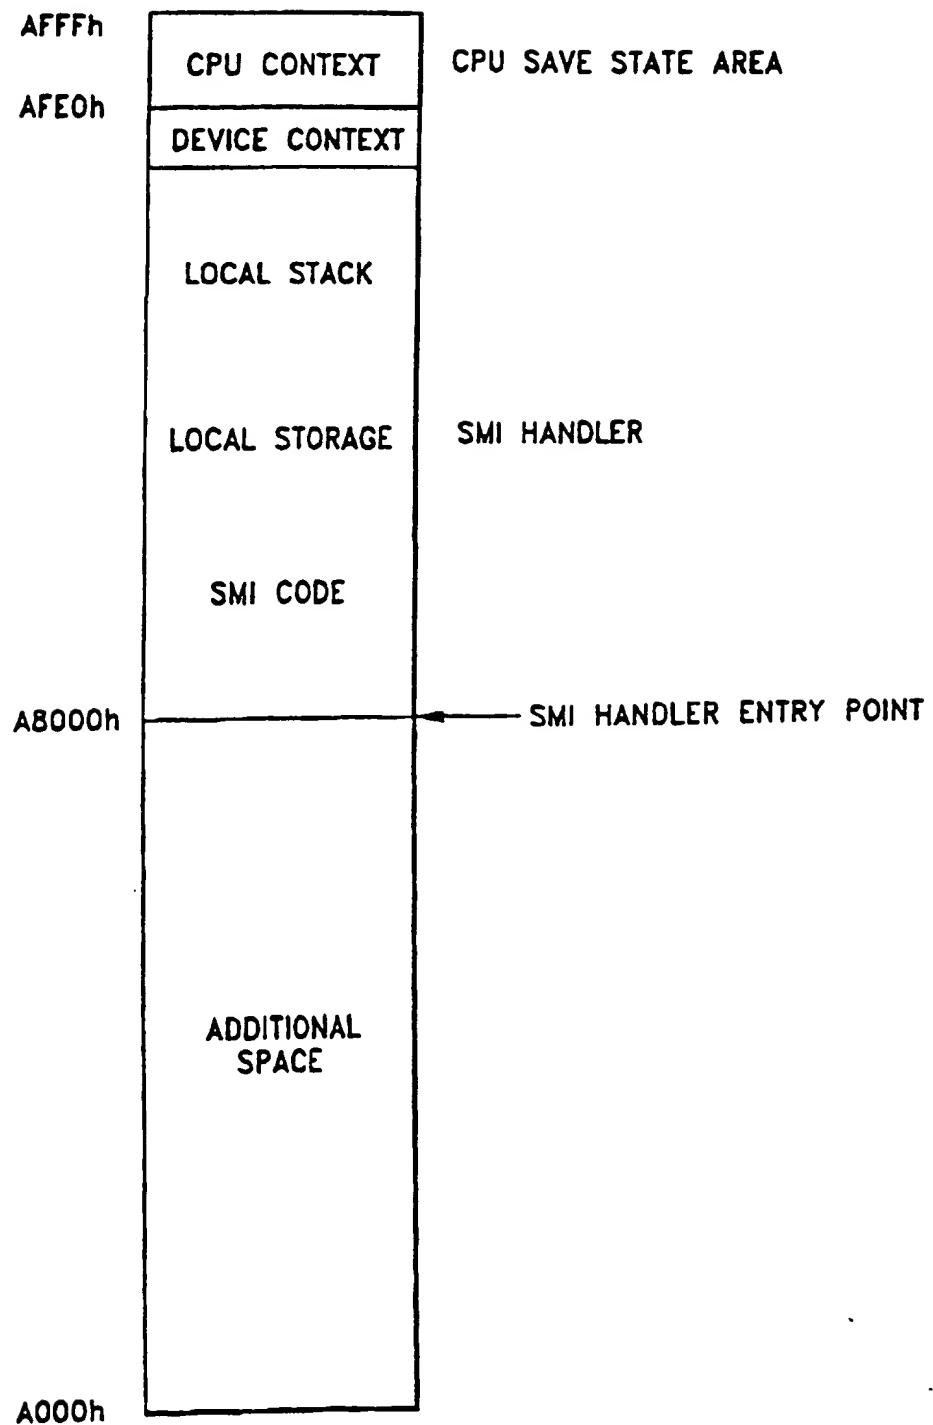 AFFFh
CPU CONTEXT
CPU SAVE STATE AREA
AFE0h
DEVICE CONTEXT
LOCAL STACK
LOCAL STORAGE
SMI HANDLER
SMI CODE
A8000h
SMI HANDLER ENTRY POINT
ADDITIONAL
SPACE
A000h